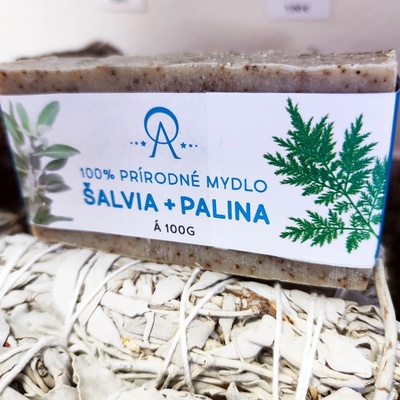 100% PRÍRODNÉ MYDLO
ŠALVIA + PALINA
Á 100G